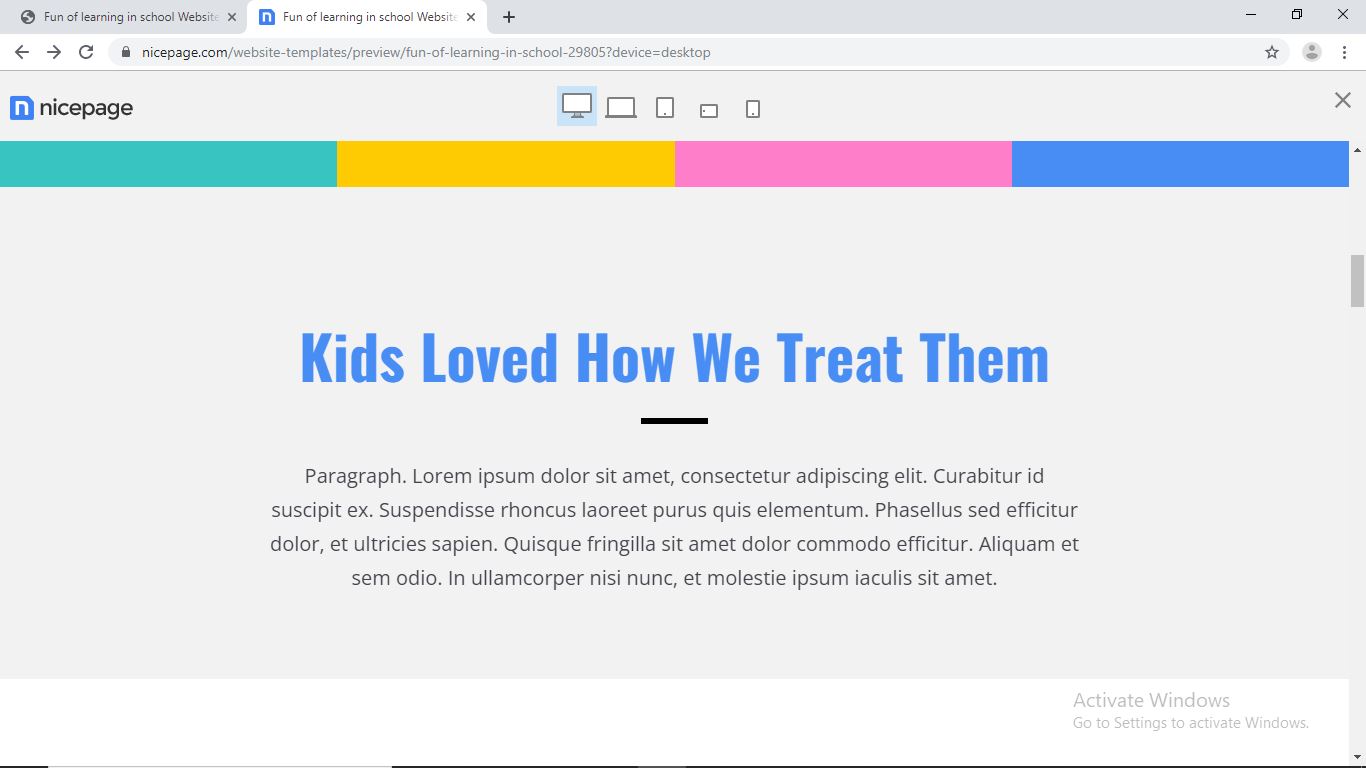 Fun of learning in school Website
Fun of learning in school Website
nicepage.com/website-templates/preview/fun-of-learning-in-school-29805?device=desktop
nicepage
Kids Loved How We Treat Them
Paragraph. Lorem ipsum dolor sit amet, consectetur adipiscing elit. Curabitur id
suscipit ex. Suspendisse rhoncus laoreet purus quis elementum. Phasellus sed efficitur
dolor, et ultricies sapien. Quisque fringilla sit amet dolor commodo efficitur. Aliquam et
sem odio. In ullamcorper nisi nunc, et molestie ipsum iaculis sit amet.
Activate Windows
Go to Settings to activate Windows.